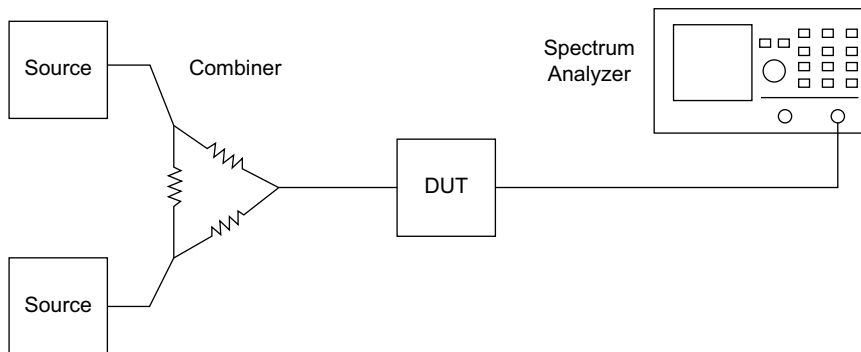 Source
Combiner
Spectrum
Analyzer
DUT
Source